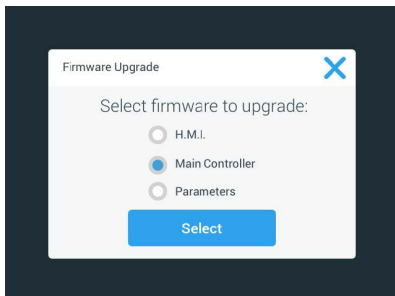 Firmware Upgrade
Select firmware to upgrade:
H.M.I.
Main Controller
Parameters
Select